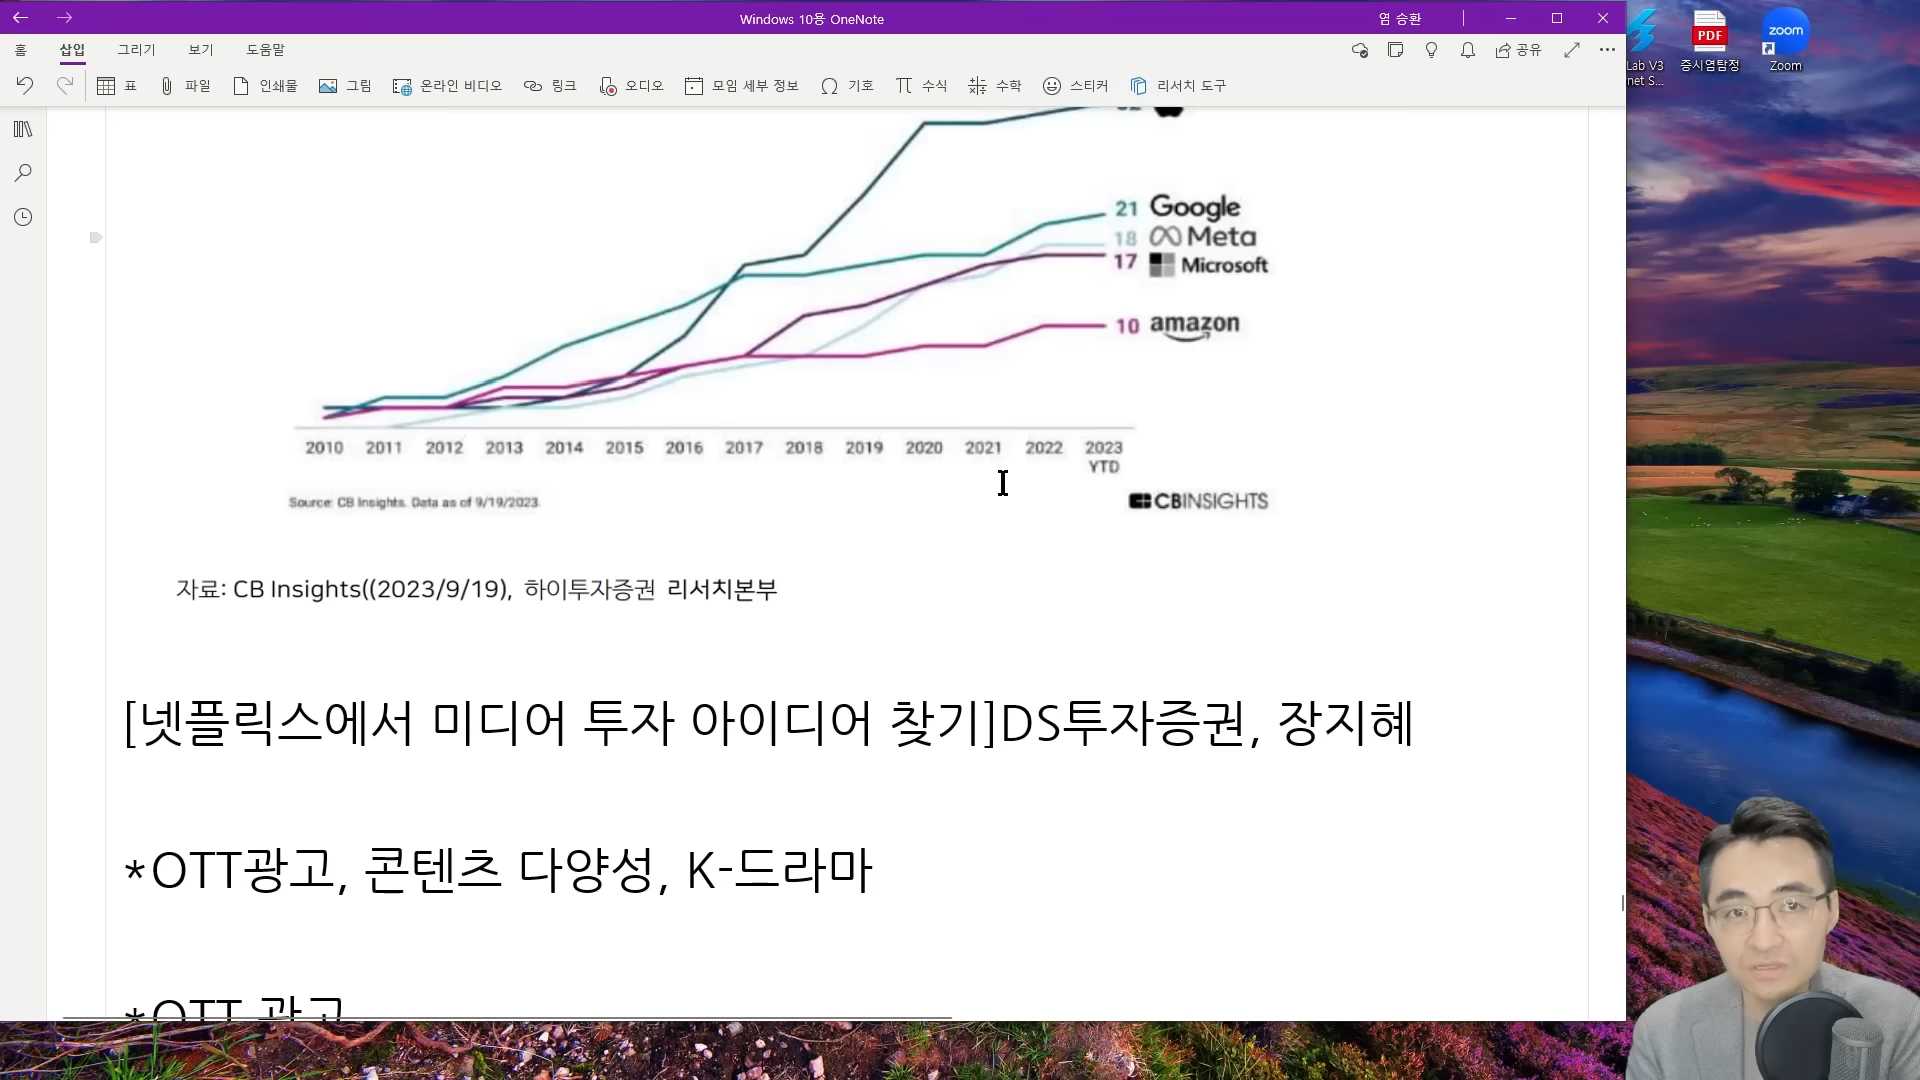 Windows 10용 OneNote
염 승환
홈 삽입 그리기 보기 도움말
공유
표 파일 인쇄물 그림 온라인 비디오 링크 오디오 모임 세부 정보 기호 수식 수학 스티커 리서치 도구
Lab V3
net S...
PDF
증시염탐정
zoom
Zoom
21 Google
18 Meta
17 Microsoft
10 amazon
2010 2011 2012 2013 2014 2015 2016 2017 2018 2019 2020 2021 2022 2023
YTD
Source: CB Insights. Data as of 9/19/2023.
CBINSIGHTS
자료: CB Insights((2023/9/19), 하이투자증권 리서치본부
[넷플릭스에서 미디어 투자 아이디어 찾기]DS투자증권, 장지혜
*OTT광고, 콘텐츠 다양성, K-드라마
*OTT 광고